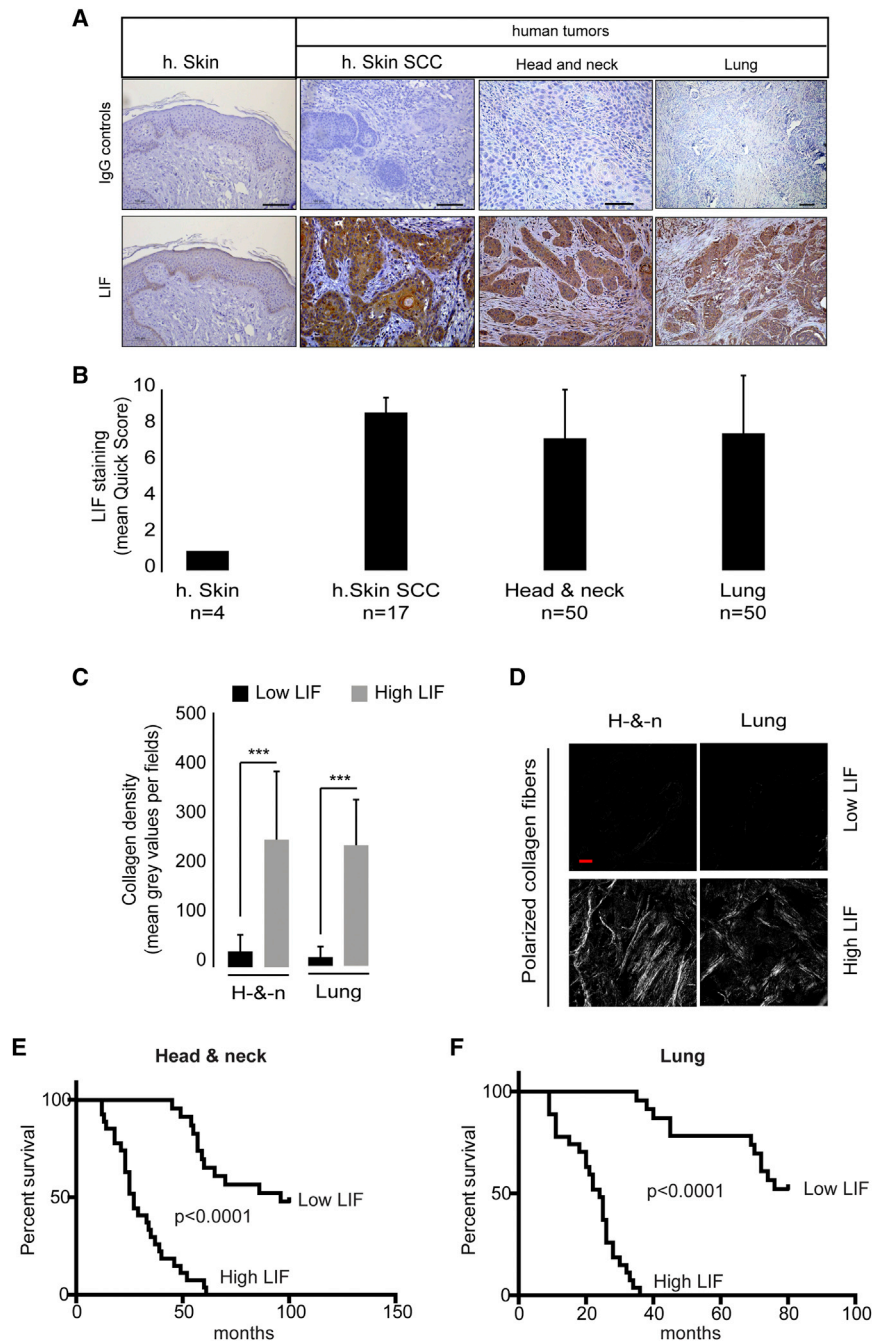 A
human tumors
h. Skin
h. Skin SCC
Head and neck
Lung
IgG controls
LIF
B
LIF staining
(mean Quick Score)
10
8
6
4
2
0
h. Skin
n=4
h.Skin SCC
n=17
Head & neck
n=50
Lung
n=50
C
Low LIF
High LIF
Collagen density
(mean grey values per fields)
500
400
300
200
100
0
***
***
H-&-n
Lung
D
H-&-n
Lung
Polarized collagen fibers
Low LIF
High LIF
E
Head & neck
Percent survival
100
50
0
p<0.0001
Low LIF
High LIF
0
50
100
150
months
F
Lung
Percent survival
100
50
0
p<0.0001
Low LIF
High LIF
0
20
40
60
80
100
months